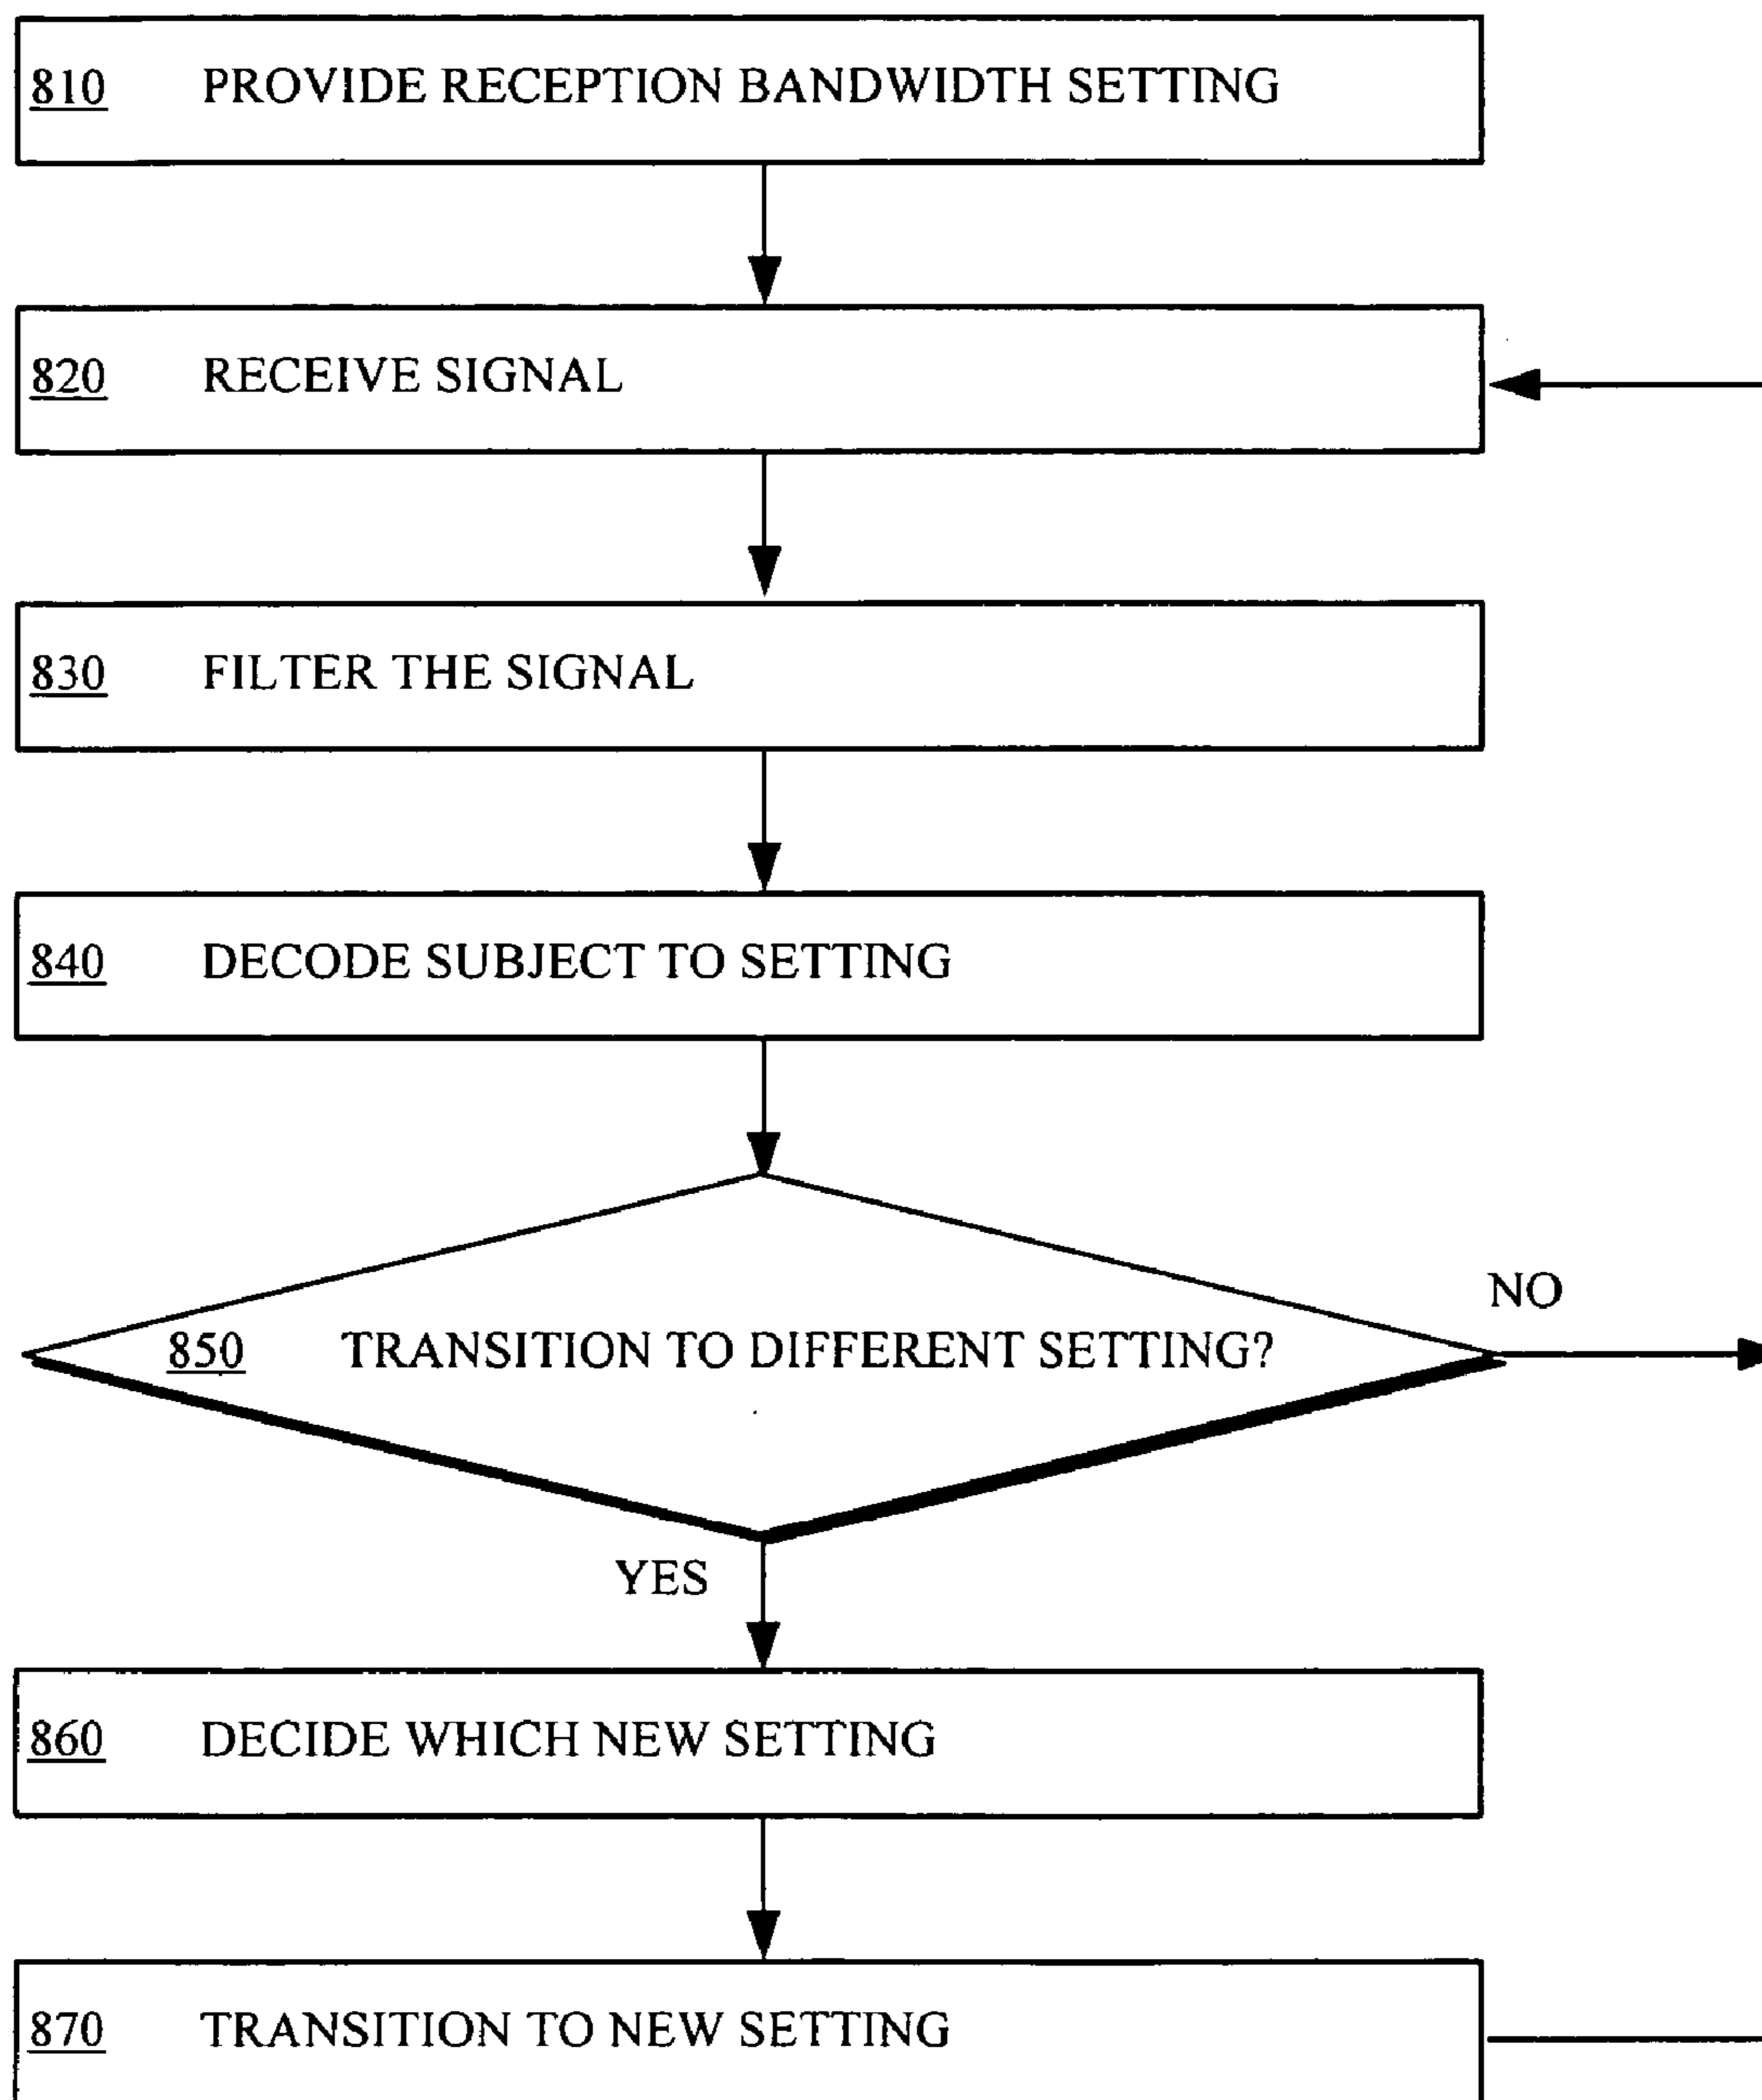 810 PROVIDE RECEPTION BANDWIDTH SETTING
820 RECEIVE SIGNAL
830 FILTER THE SIGNAL
840 DECODE SUBJECT TO SETTING
850 TRANSITION TO DIFFERENT SETTING?
NO
YES
860 DECIDE WHICH NEW SETTING
870 TRANSITION TO NEW SETTING